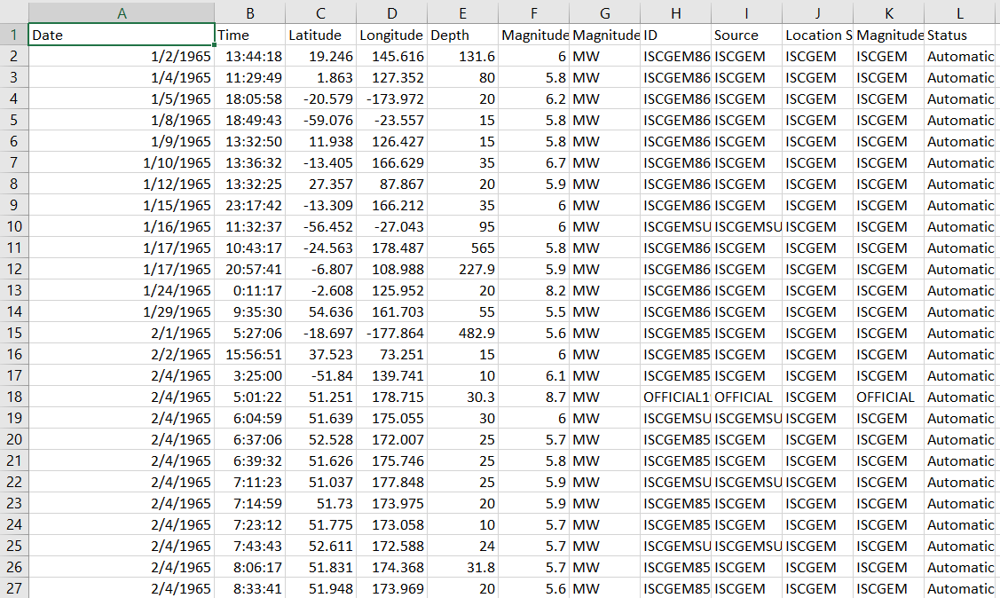 A B C D E F G H I J K L
1 Date Time Latitude Longitude Depth Magnitude Magnitude ID Source Location S Magnitude Status
2 1/2/1965 13:44:18 19.246 145.616 131.6 6 MW ISCGEM86 ISCGEM ISCGEM ISCGEM Automatic
3 1/4/1965 11:29:49 1.863 127.352 80 5.8 MW ISCGEM86 ISCGEM ISCGEM ISCGEM Automatic
4 1/5/1965 18:05:58 -20.579 -173.972 20 6.2 MW ISCGEM86 ISCGEM ISCGEM ISCGEM Automatic
5 1/8/1965 18:49:43 -59.076 -23.557 15 5.8 MW ISCGEM86 ISCGEM ISCGEM ISCGEM Automatic
6 1/9/1965 13:32:50 11.938 126.427 15 5.8 MW ISCGEM86 ISCGEM ISCGEM ISCGEM Automatic
7 1/10/1965 13:36:32 -13.405 166.629 35 6.7 MW ISCGEM86 ISCGEM ISCGEM ISCGEM Automatic
8 1/12/1965 13:32:25 27.357 87.867 20 5.9 MW ISCGEM86 ISCGEM ISCGEM ISCGEM Automatic
9 1/15/1965 23:17:42 -13.309 166.212 35 6 MW ISCGEM86 ISCGEM ISCGEM ISCGEM Automatic
10 1/16/1965 11:32:37 -56.452 -27.043 95 6 MW ISCGEMSU ISCGEMSU ISCGEM ISCGEM Automatic
11 1/17/1965 10:43:17 -24.563 178.487 565 5.8 MW ISCGEM86 ISCGEM ISCGEM ISCGEM Automatic
12 1/17/1965 20:57:41 -6.807 108.988 227.9 5.9 MW ISCGEM86 ISCGEM ISCGEM ISCGEM Automatic
13 1/24/1965 0:11:17 -2.608 125.952 20 8.2 MW ISCGEM86 ISCGEM ISCGEM ISCGEM Automatic
14 1/29/1965 9:35:30 54.636 161.703 55 5.5 MW ISCGEM86 ISCGEM ISCGEM ISCGEM Automatic
15 2/1/1965 5:27:06 -18.697 -177.864 482.9 5.6 MW ISCGEM85 ISCGEM ISCGEM ISCGEM Automatic
16 2/2/1965 15:56:51 37.523 73.251 15 6 MW ISCGEM85 ISCGEM ISCGEM ISCGEM Automatic
17 2/4/1965 3:25:00 -51.84 139.741 10 6.1 MW ISCGEM85 ISCGEM ISCGEM ISCGEM Automatic
18 2/4/1965 5:01:22 51.251 178.715 30.3 8.7 MW OFFICIAL1 OFFICIAL ISCGEM OFFICIAL Automatic
19 2/4/1965 6:04:59 51.639 175.055 30 6 MW ISCGEMSU ISCGEMSU ISCGEM ISCGEM Automatic
20 2/4/1965 6:37:06 52.528 172.007 25 5.7 MW ISCGEM85 ISCGEM ISCGEM ISCGEM Automatic
21 2/4/1965 6:39:32 51.626 175.746 25 5.8 MW ISCGEM85 ISCGEM ISCGEM ISCGEM Automatic
22 2/4/1965 7:11:23 51.037 177.848 25 5.9 MW ISCGEMSU ISCGEMSU ISCGEM ISCGEM Automatic
23 2/4/1965 7:14:59 51.73 173.975 20 5.9 MW ISCGEM85 ISCGEM ISCGEM ISCGEM Automatic
24 2/4/1965 7:23:12 51.775 173.058 10 5.7 MW ISCGEM85 ISCGEM ISCGEM ISCGEM Automatic
25 2/4/1965 7:43:43 52.611 172.588 24 5.7 MW ISCGEMSU ISCGEMSU ISCGEM ISCGEM Automatic
26 2/4/1965 8:06:17 51.831 174.368 31.8 5.7 MW ISCGEM85 ISCGEM ISCGEM ISCGEM Automatic
27 2/4/1965 8:33:41 51.948 173.969 20 5.6 MW ISCGEM85 ISCGEM ISCGEM ISCGEM Automatic